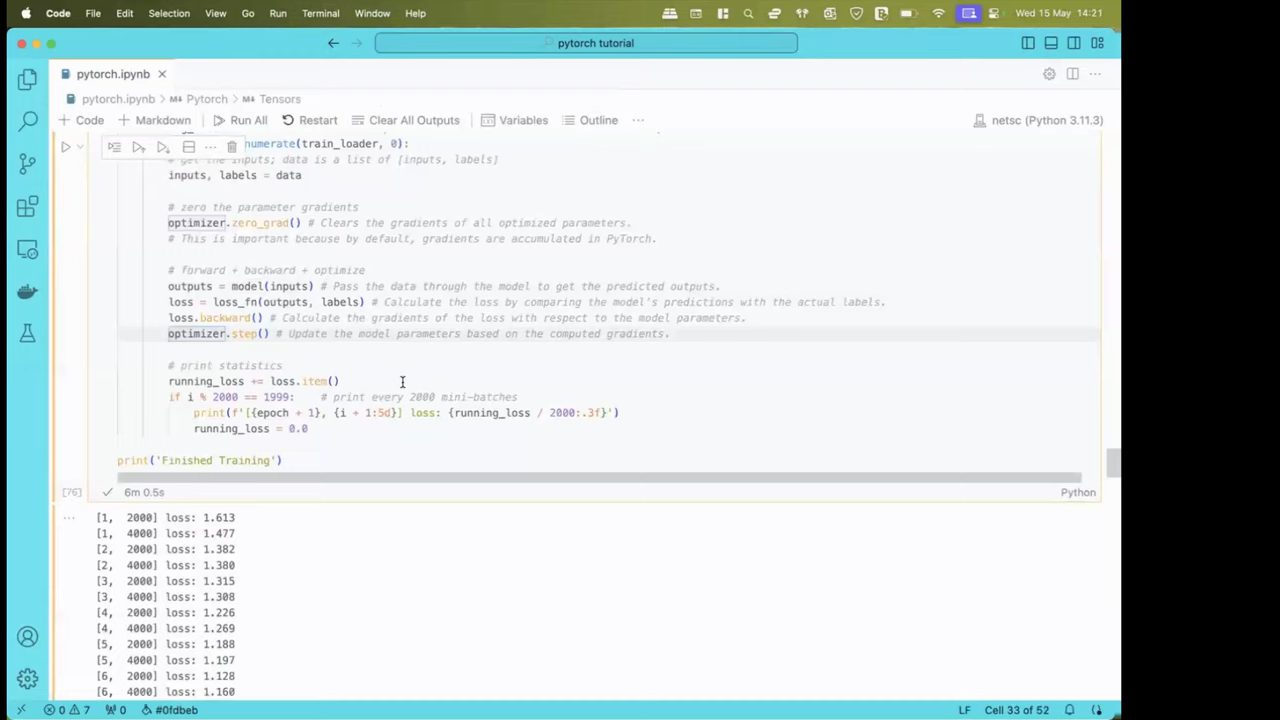 Code File Edit Selection View Go Run Terminal Window Help Wed 15 May 14:21
pytorch tutorial
pytorch.ipynb
pytorch.ipynb > Pytorch > Tensors
+ Code + Markdown Run All Restart Clear All Outputs Variables Outline ... netsc (Python 3.11.3)
numerate(train_loader, 0):
# get the inputs; data is a list of [inputs, labels]
inputs, labels = data
# zero the parameter gradients
optimizer.zero_grad() # Clears the gradients of all optimized parameters.
# This is important because by default, gradients are accumulated in PyTorch.
# forward + backward + optimize
outputs = model(inputs) # Pass the data through the model to get the predicted outputs.
loss = loss_fn(outputs, labels) # Calculate the loss by comparing the model's predictions with the actual labels.
loss.backward() # Calculate the gradients of the loss with respect to the model parameters.
optimizer.step() # Update the model parameters based on the computed gradients.
# print statistics
running_loss += loss.item()
if i % 2000 == 1999: # print every 2000 mini-batches
print(f'[{epoch + 1}, {i + 1:5d}] loss: {running_loss / 2000:.3f}')
running_loss = 0.0
print('Finished Training')
[76] 6m 0.5s Python
[1, 2000] loss: 1.613
[1, 4000] loss: 1.477
[2, 2000] loss: 1.382
[2, 4000] loss: 1.380
[3, 2000] loss: 1.315
[3, 4000] loss: 1.308
[4, 2000] loss: 1.226
[4, 4000] loss: 1.269
[5, 2000] loss: 1.188
[5, 4000] loss: 1.197
[6, 2000] loss: 1.128
[6, 4000] loss: 1.160
0 7 0 #0fdbeb LF Cell 33 of 52